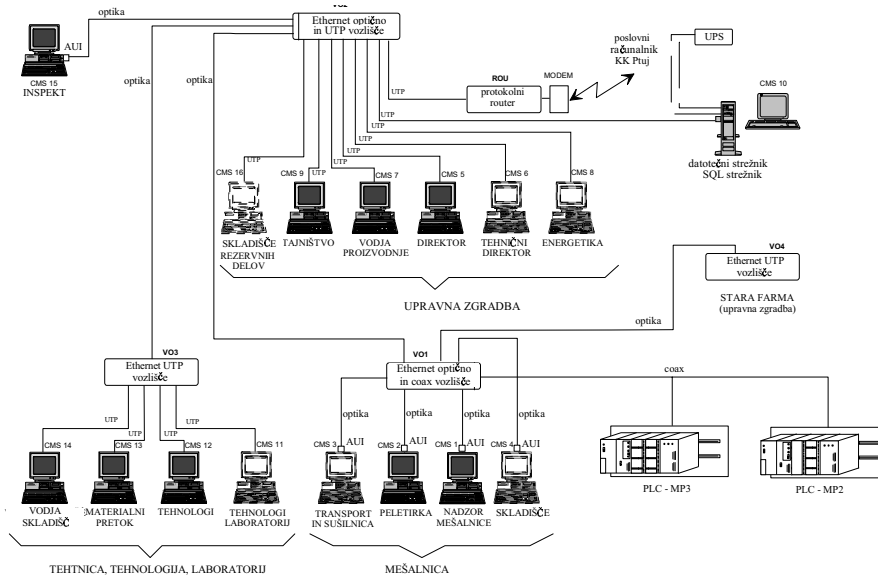 VO2
Ethernet optično
in UTP vozlišče
optika
AUI
CMS 15
INSPEKT
optika
optika
UTP
ROU
protokolni
router
MODEM
poslovni
računalnik
KK Ptuj
UPS
CMS 10
datotečni strežnik
SQL strežnik
UTP
UTP
UTP
UTP
UTP
UTP
UTP
CMS 16
CMS 9
CMS 7
CMS 5
CMS 6
CMS 8
SKLADIŠČE
REZERVNIH
DELOV
TAJNIŠTVO
VODJA
PROIZVODNJE
DIREKTOR
TEHNIČNI
DIREKTOR
ENERGETIKA
UPRAVNA ZGRADBA
VO4
Ethernet UTP
vozlišče
STARA FARMA
(upravna zgradba)
optika
VO3
Ethernet UTP
vozlišče
VO1
Ethernet optično
in coax vozlišče
coax
UTP
UTP
UTP
UTP
CMS 14
CMS 13
CMS 12
CMS 11
VODJA
SKLADIŠČ
MATERIALNI
PRETOK
TEHNOLOGI
TEHNOLOGI
LABORATORIJ
TEHTNICA, TEHNOLOGIJA, LABORATORIJ
optika
optika
optika
optika
CMS 3
AUI
CMS 2
AUI
CMS 1
AUI
CMS 4
AUI
TRANSPORT
IN SUŠILNICA
PELETIRKA
NADZOR
MEŠALNICE
SKLADIŠČE
MEŠALNICA
PLC - MP3
PLC - MP2